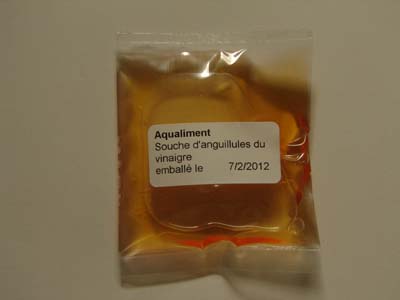 Aqualiment
Souche d'anguillules du
vinaigre
emballé le 7/2/2012